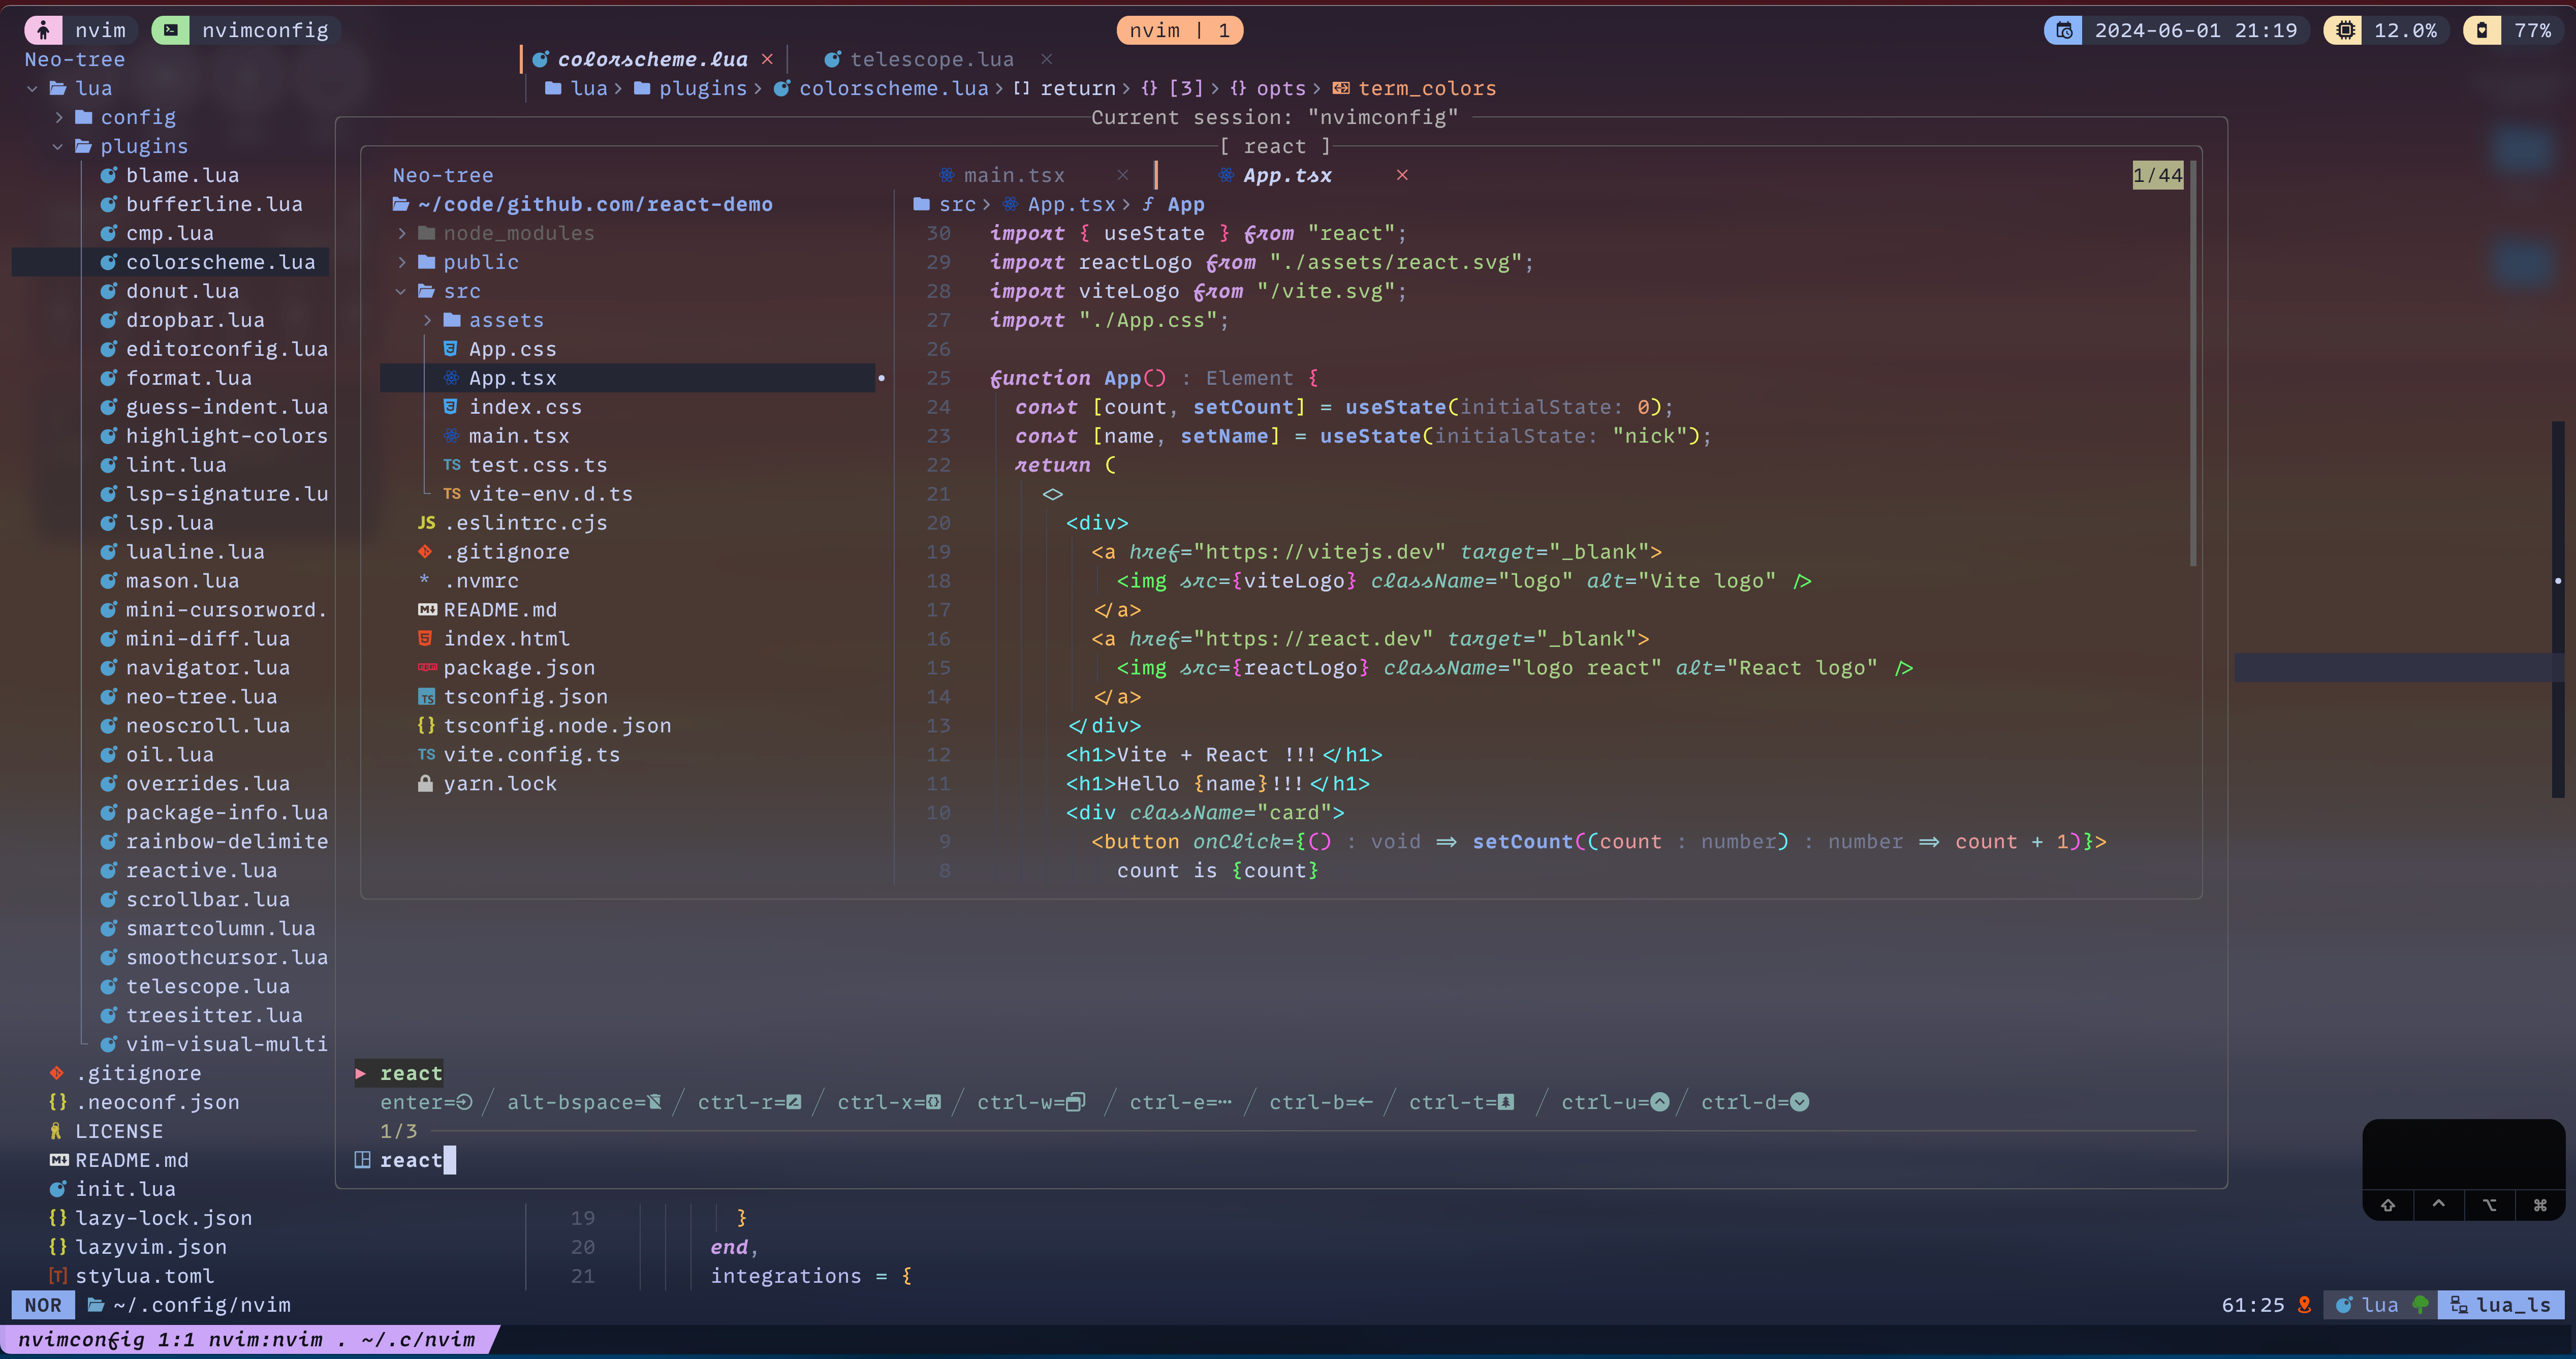 nvim nvimconfig nvim | 1 2024-06-01 21:19 12.0% 77%
Neo-tree
colorscheme.lua × telescope.lua ×
lua > plugins > colorscheme.lua > [] return > {} [3] > {} opts > term_colors
lua
config
plugins
blame.lua
bufferline.lua
cmp.lua
colorscheme.lua
donut.lua
dropbar.lua
editorconfig.lua
format.lua
guess-indent.lua
highlight-colors
lint.lua
lsp-signature.lu
lsp.lua
lualine.lua
mason.lua
mini-cursorword.
mini-diff.lua
navigator.lua
neo-tree.lua
neoscroll.lua
oil.lua
overrides.lua
package-info.lua
rainbow-delimite
reactive.lua
scrollbar.lua
smartcolumn.lua
smoothcursor.lua
telescope.lua
treesitter.lua
vim-visual-multi
.gitignore
.neoconf.json
LICENSE
README.md
init.lua
lazy-lock.json
lazyvim.json
stylua.toml
Current session: "nvimconfig"
[ react ]
Neo-tree
~/code/github.com/react-demo
node_modules
public
src
assets
App.css
App.tsx
index.css
main.tsx
TS test.css.ts
TS vite-env.d.ts
JS .eslintrc.cjs
.gitignore
* .nvmrc
README.md
index.html
package.json
tsconfig.json
{} tsconfig.node.json
TS vite.config.ts
yarn.lock
main.tsx × App.tsx × 1/44
src > App.tsx > f App
30 import { useState } from "react";
29 import reactLogo from "./assets/react.svg";
28 import viteLogo from "/vite.svg";
27 import "./App.css";
26
25 function App() : Element {
24 const [count, setCount] = useState(initialState: 0);
23 const [name, setName] = useState(initialState: "nick");
22 return (
21 <>
20 <div>
19 <a href="https://vitejs.dev" target="_blank">
18 <img src={viteLogo} className="logo" alt="Vite logo" />
17 </a>
16 <a href="https://react.dev" target="_blank">
15 <img src={reactLogo} className="logo react" alt="React logo" />
14 </a>
13 </div>
12 <h1>Vite + React !!!</h1>
11 <h1>Hello {name}!!!</h1>
10 <div className="card">
9 <button onClick={() : void => setCount((count : number) : number => count + 1)}>
8 count is {count}
react
enter= / alt-bspace= / ctrl-r= / ctrl-x= / ctrl-w= / ctrl-e=… / ctrl-b=← / ctrl-t= / ctrl-u= / ctrl-d=
1/3
react
19 }
20 end,
21 integrations = {
⇧ ^ ⌥ ⌘
NOR ~/.config/nvim 61:25 lua lua_ls
nvimconfig 1:1 nvim:nvim . ~/.c/nvim